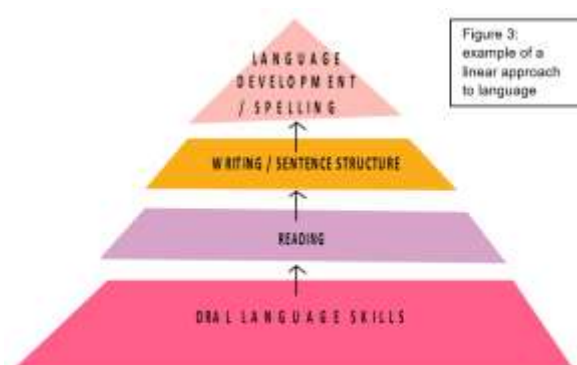 Figure 3:
example of a
linear approach
to language
LANGUAGE
DEVELOPMENT
/ SPELLING
WRITING / SENTENCE STRUCTURE
READING
ORAL LANGUAGE SKILLS